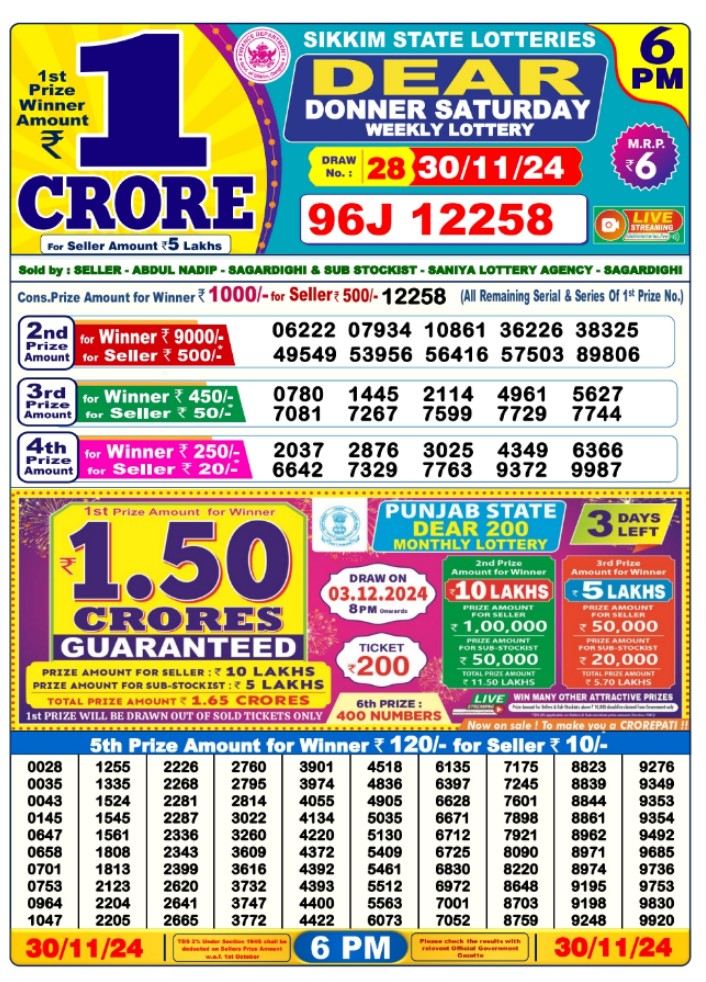 1st
Prize
Winner
Amount
₹
1
CRORE
For Seller Amount ₹5 Lakhs
SIKKIM STATE LOTTERIES
DEAR
DONNER SATURDAY
WEEKLY LOTTERY
6
PM
M.R.P.
₹6
DRAW No. : 28 30/11/24
96J 12258
LIVE
STREAMING
Sold by : SELLER - ABDUL NADIP - SAGARDIGHI & SUB STOCKIST - SANIYA LOTTERY AGENCY - SAGARDIGHI
Cons.Prize Amount for Winner ₹ 1000/- for Seller ₹ 500/- 12258 (All Remaining Serial & Series Of 1st Prize No.)
2nd
Prize
Amount
for Winner ₹ 9000/-
for Seller ₹ 500/-*
06222 07934 10861 36226 38325
49549 53956 56416 57503 89806
3rd
Prize
Amount
for Winner ₹ 450/-
for Seller ₹ 50/-*
0780 1445 2114 4961 5627
7081 7267 7599 7729 7744
4th
Prize
Amount
for Winner ₹ 250/-
for Seller ₹ 20/-*
2037 2876 3025 4349 6366
6642 7329 7763 9372 9987
1st Prize Amount for Winner
₹1.50
CRORES
GUARANTEED
PRIZE AMOUNT FOR SELLER : ₹ 10 LAKHS
PRIZE AMOUNT FOR SUB-STOCKIST : ₹ 5 LAKHS
TOTAL PRIZE AMOUNT ₹ 1.65 CRORES
1st PRIZE WILL BE DRAWN OUT OF SOLD TICKETS ONLY
PUNJAB STATE
DEAR 200
MONTHLY LOTTERY
3 DAYS
LEFT
DRAW ON
03.12.2024
8PM Onwards
TICKET
₹200
6th PRIZE :
400 NUMBERS
2nd Prize
Amount for Winner
₹10 LAKHS
PRIZE AMOUNT
FOR SELLER
₹ 1,00,000
PRIZE AMOUNT
FOR SUB-STOCKIST
₹ 50,000
TOTAL PRIZE AMOUNT
₹ 11.50 LAKHS
3rd Prize
Amount for Winner
₹ 5 LAKHS
PRIZE AMOUNT
FOR SELLER
₹ 50,000
PRIZE AMOUNT
FOR SUB-STOCKIST
₹ 20,000
TOTAL PRIZE AMOUNT
₹ 5.70 LAKHS
LIVE
STREAMING
WIN MANY OTHER ATTRACTIVE PRIZES
Now on sale ! To make you a CROREPATI !!
5th Prize Amount for Winner ₹ 120/- for Seller ₹ 10/-
0028 1255 2226 2760 3901 4518 6135 7175 8823 9276
0035 1335 2268 2795 3974 4836 6397 7245 8839 9349
0043 1524 2281 2814 4055 4905 6628 7601 8844 9353
0145 1545 2287 3022 4134 5035 6671 7898 8861 9354
0647 1561 2336 3260 4220 5130 6712 7921 8962 9492
0658 1808 2343 3609 4372 5409 6725 8090 8971 9685
0701 1813 2399 3616 4392 5461 6830 8220 8974 9736
0753 2123 2620 3732 4393 5512 6972 8648 9195 9753
0964 2204 2641 3747 4400 5563 7001 8703 9198 9830
1047 2205 2665 3772 4422 6073 7052 8759 9248 9920
30/11/24
TDS 2% Under Section 194G shall be
deducted on Sellers Prize Amount
w.e.f. 1st October
6 PM
Please check the results with
relevant Official Government
Gazette
30/11/24